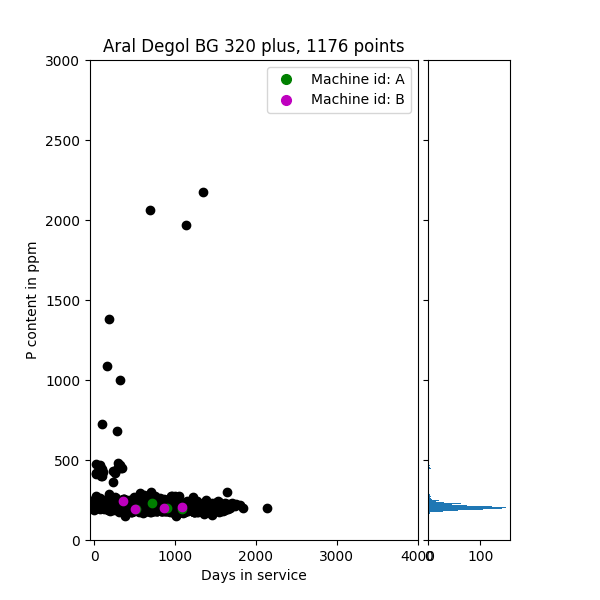 Aral Degol BG 320 plus, 1176 points
Machine id: A
Machine id: B
P content in ppm
3000
2500
2000
1500
1000
500
0
0 1000 2000 3000 4000
0 100
Days in service